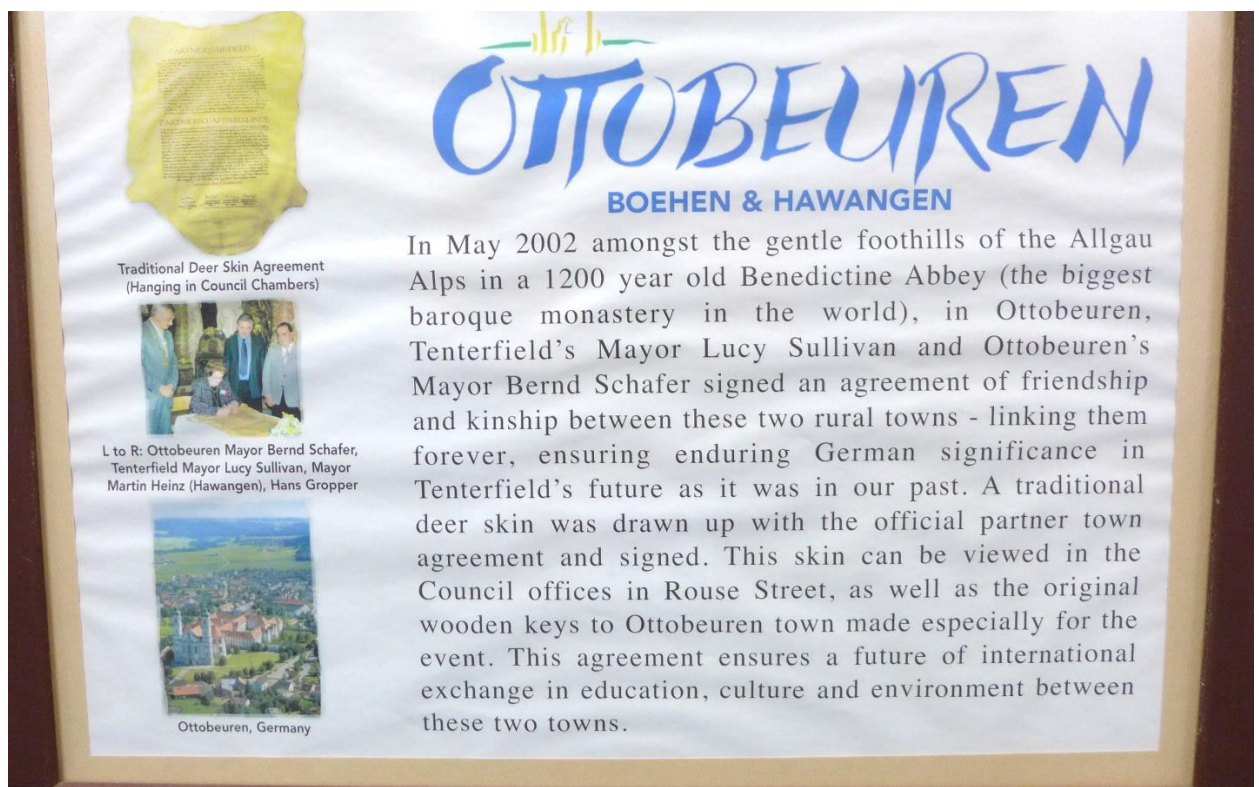 PARTNERSHIP DEED
PARTNERSCHAFTSURKUNDE
Traditional Deer Skin Agreement
(Hanging in Council Chambers)
L to R: Ottobeuren Mayor Bernd Schafer,
Tenterfield Mayor Lucy Sullivan, Mayor
Martin Heinz (Hawangen), Hans Gropper
Ottobeuren, Germany
OTTOBEUREN
BOEHEN & HAWANGEN
In May 2002 amongst the gentle foothills of the Allgau
Alps in a 1200 year old Benedictine Abbey (the biggest
baroque monastery in the world), in Ottobeuren,
Tenterfield's Mayor Lucy Sullivan and Ottobeuren's
Mayor Bernd Schafer signed an agreement of friendship
and kinship between these two rural towns - linking them
forever, ensuring enduring German significance in
Tenterfield's future as it was in our past. A traditional
deer skin was drawn up with the official partner town
agreement and signed. This skin can be viewed in the
Council offices in Rouse Street, as well as the original
wooden keys to Ottobeuren town made especially for the
event. This agreement ensures a future of international
exchange in education, culture and environment between
these two towns.